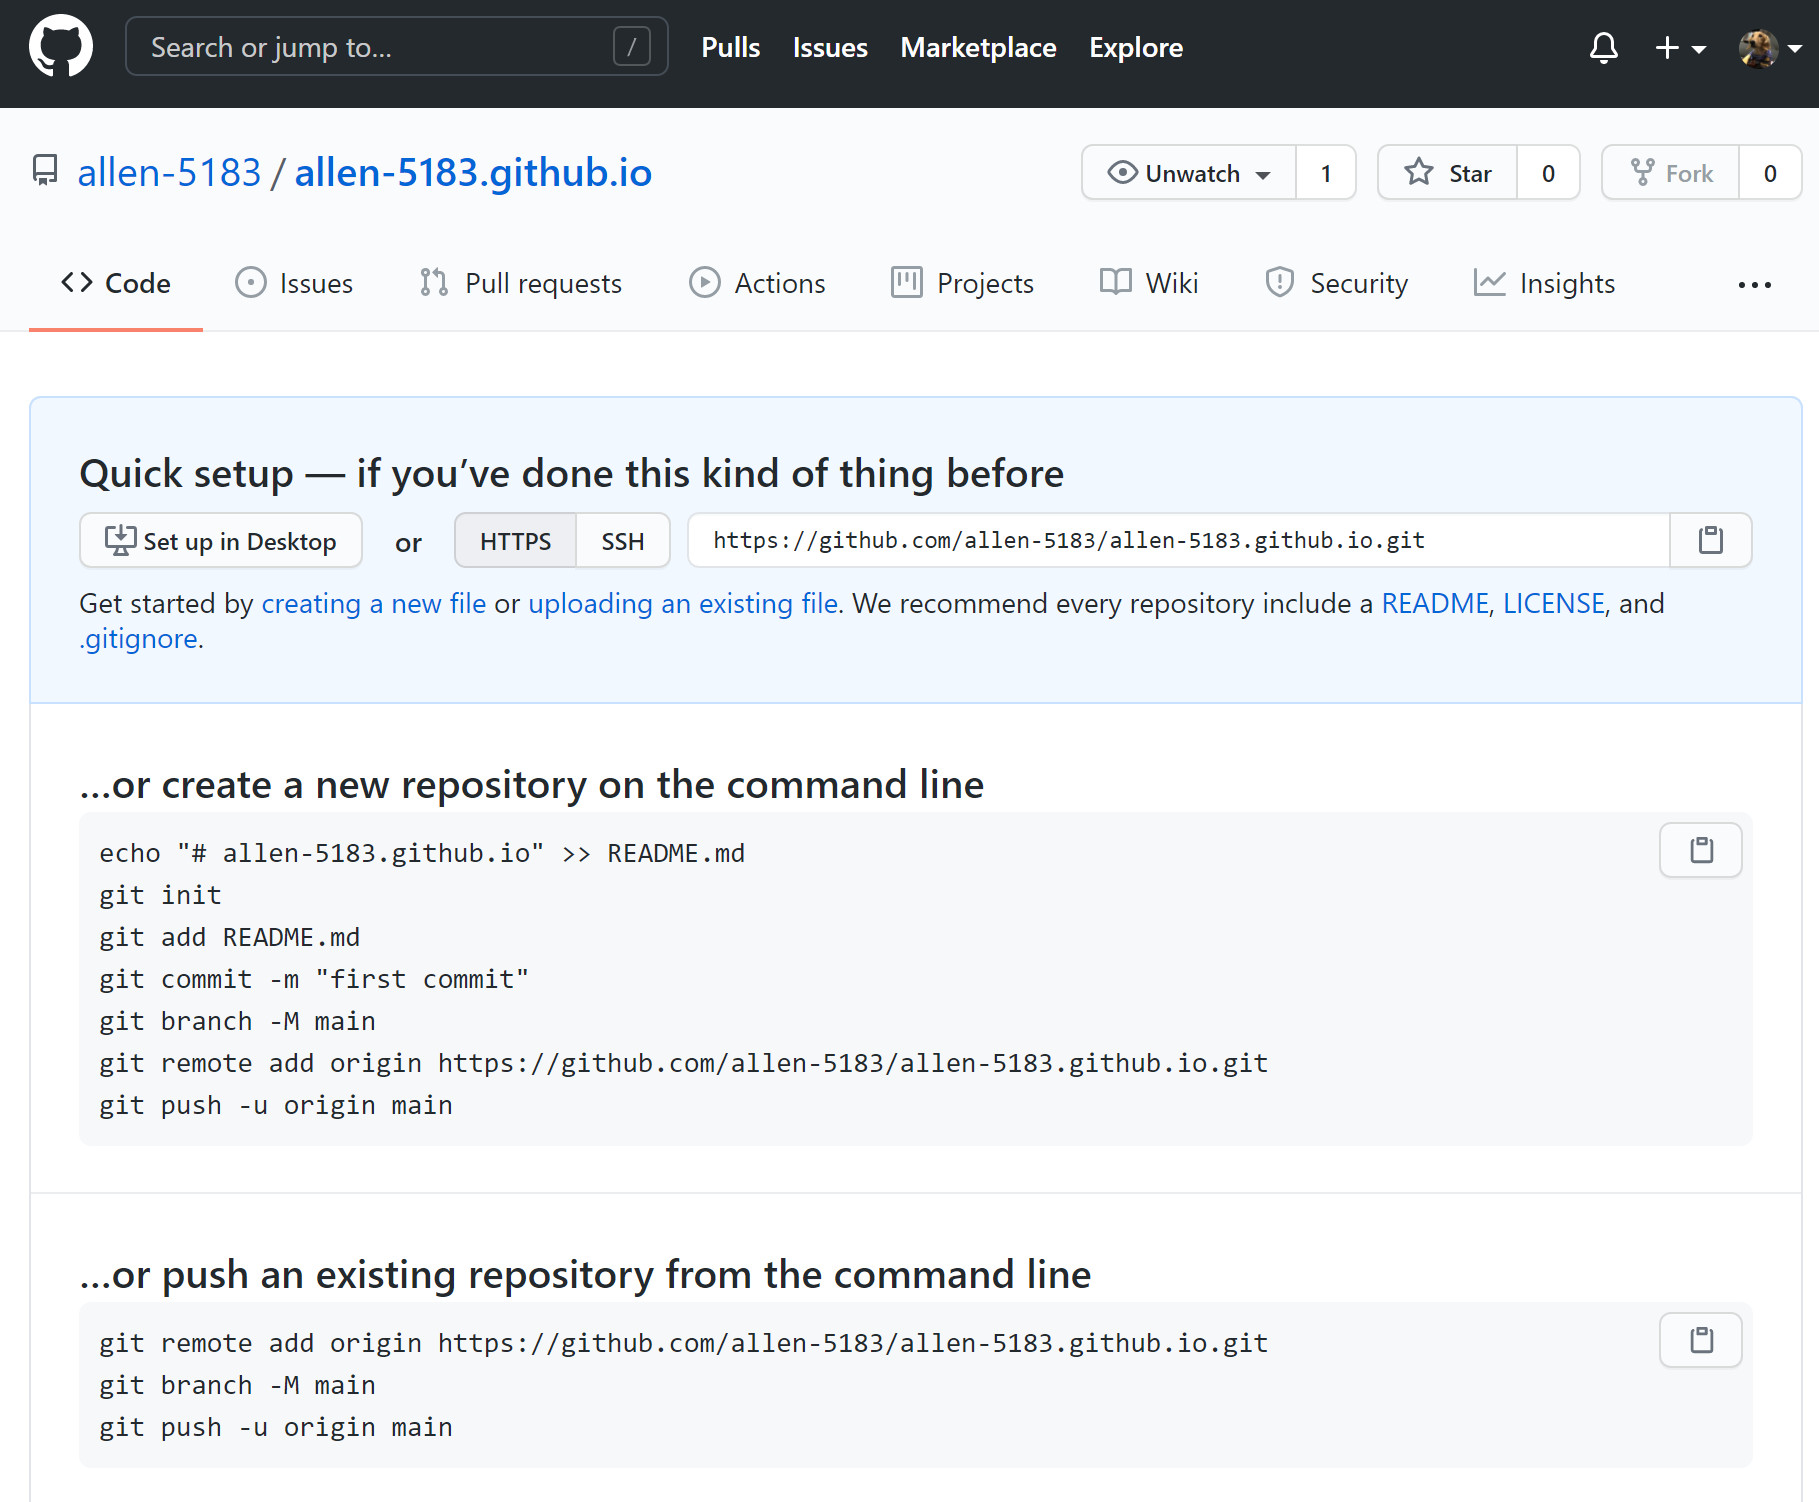 Search or jump to... / Pulls Issues Marketplace Explore
allen-5183 / allen-5183.github.io Unwatch 1 Star 0 Fork 0
Code Issues Pull requests Actions Projects Wiki Security Insights ...
Quick setup — if you’ve done this kind of thing before
Set up in Desktop or HTTPS SSH https://github.com/allen-5183/allen-5183.github.io.git
Get started by creating a new file or uploading an existing file. We recommend every repository include a README, LICENSE, and
.gitignore.
…or create a new repository on the command line
echo "# allen-5183.github.io" >> README.md
git init
git add README.md
git commit -m "first commit"
git branch -M main
git remote add origin https://github.com/allen-5183/allen-5183.github.io.git
git push -u origin main
…or push an existing repository from the command line
git remote add origin https://github.com/allen-5183/allen-5183.github.io.git
git branch -M main
git push -u origin main